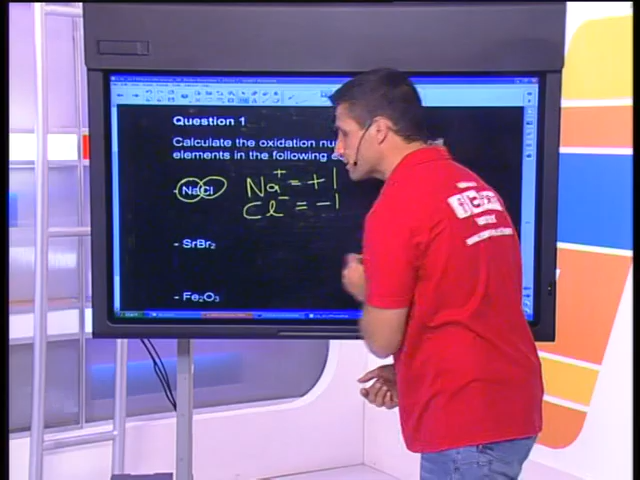 Question 1
Calculate the oxidation nu
elements in the following
- NaCl
Na⁺ = +1
Cl⁻ = -1
- SrBr₂
- Fe₂O₃